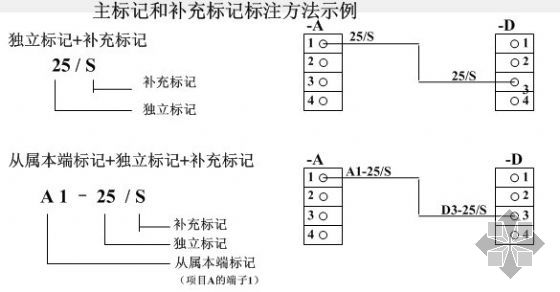 主标记和补充标记标注方法示例
独立标记+补充标记
25 / S
补充标记
独立标记
-A
1
2
3
4
25/S
25/S
-D
1
2
3
4
从属本端标记+独立标记+补充标记
A 1 - 25 / S
补充标记
独立标记
从属本端标记
(项目A的端子1)
-A
1
2
3
4
A1-25/S
D3-25/S
-D
1
2
3
4